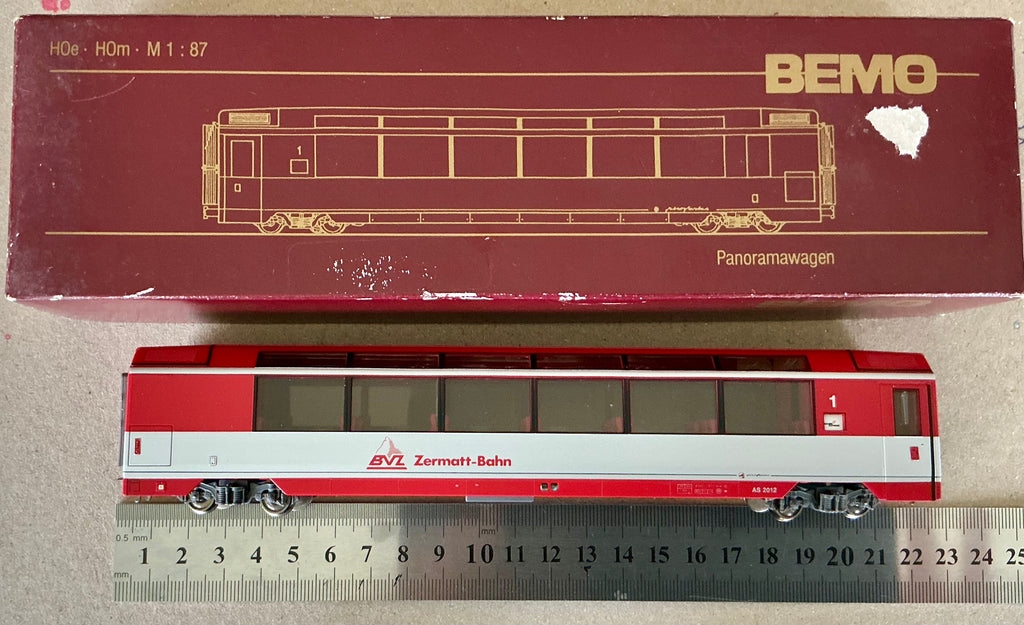 H0e · H0m · M 1 : 87
BEMO
1
Panoramawagen
1
BVZ Zermatt-Bahn
AS 2012
0.5 mm
mm
1 2 3 4 5 6 7 8 9 10 11 12 13 14 15 16 17 18 19 20 21 22 23 24 25
mm